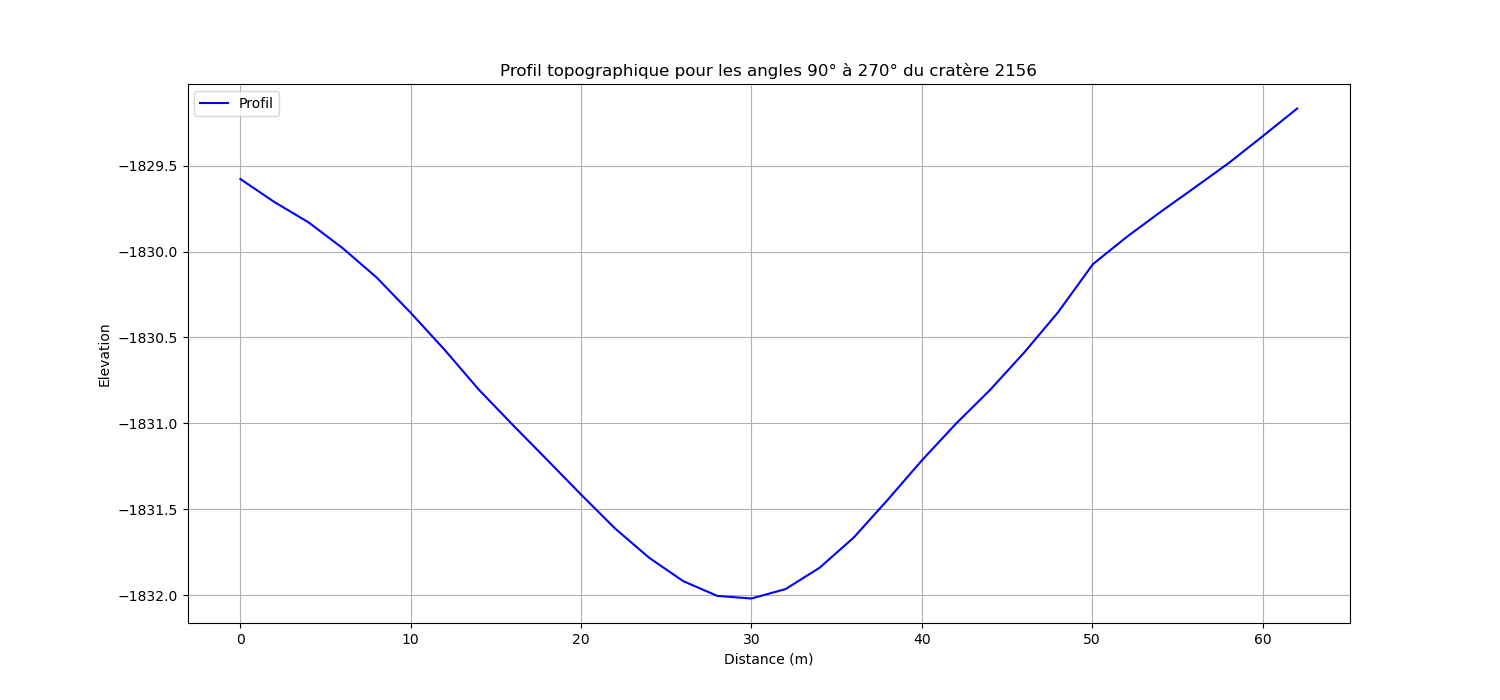 Profil topographique pour les angles 90° à 270° du cratère 2156
Profil
Elevation
−1829.5
−1830.0
−1830.5
−1831.0
−1831.5
−1832.0
0 10 20 30 40 50 60
Distance (m)